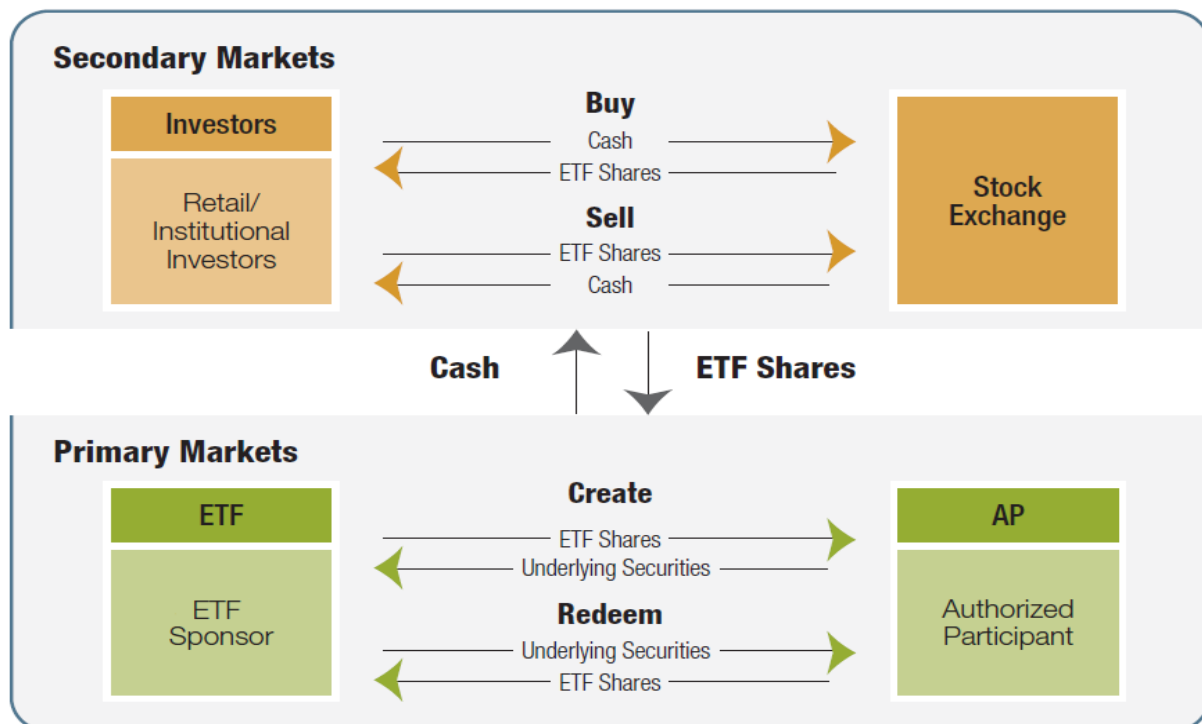 Secondary Markets
Investors
Retail/
Institutional
Investors
Buy
Cash
ETF Shares
Sell
ETF Shares
Cash
Stock
Exchange
Cash
ETF Shares
Primary Markets
ETF
ETF
Sponsor
Create
ETF Shares
Underlying Securities
Redeem
Underlying Securities
ETF Shares
AP
Authorized
Participant